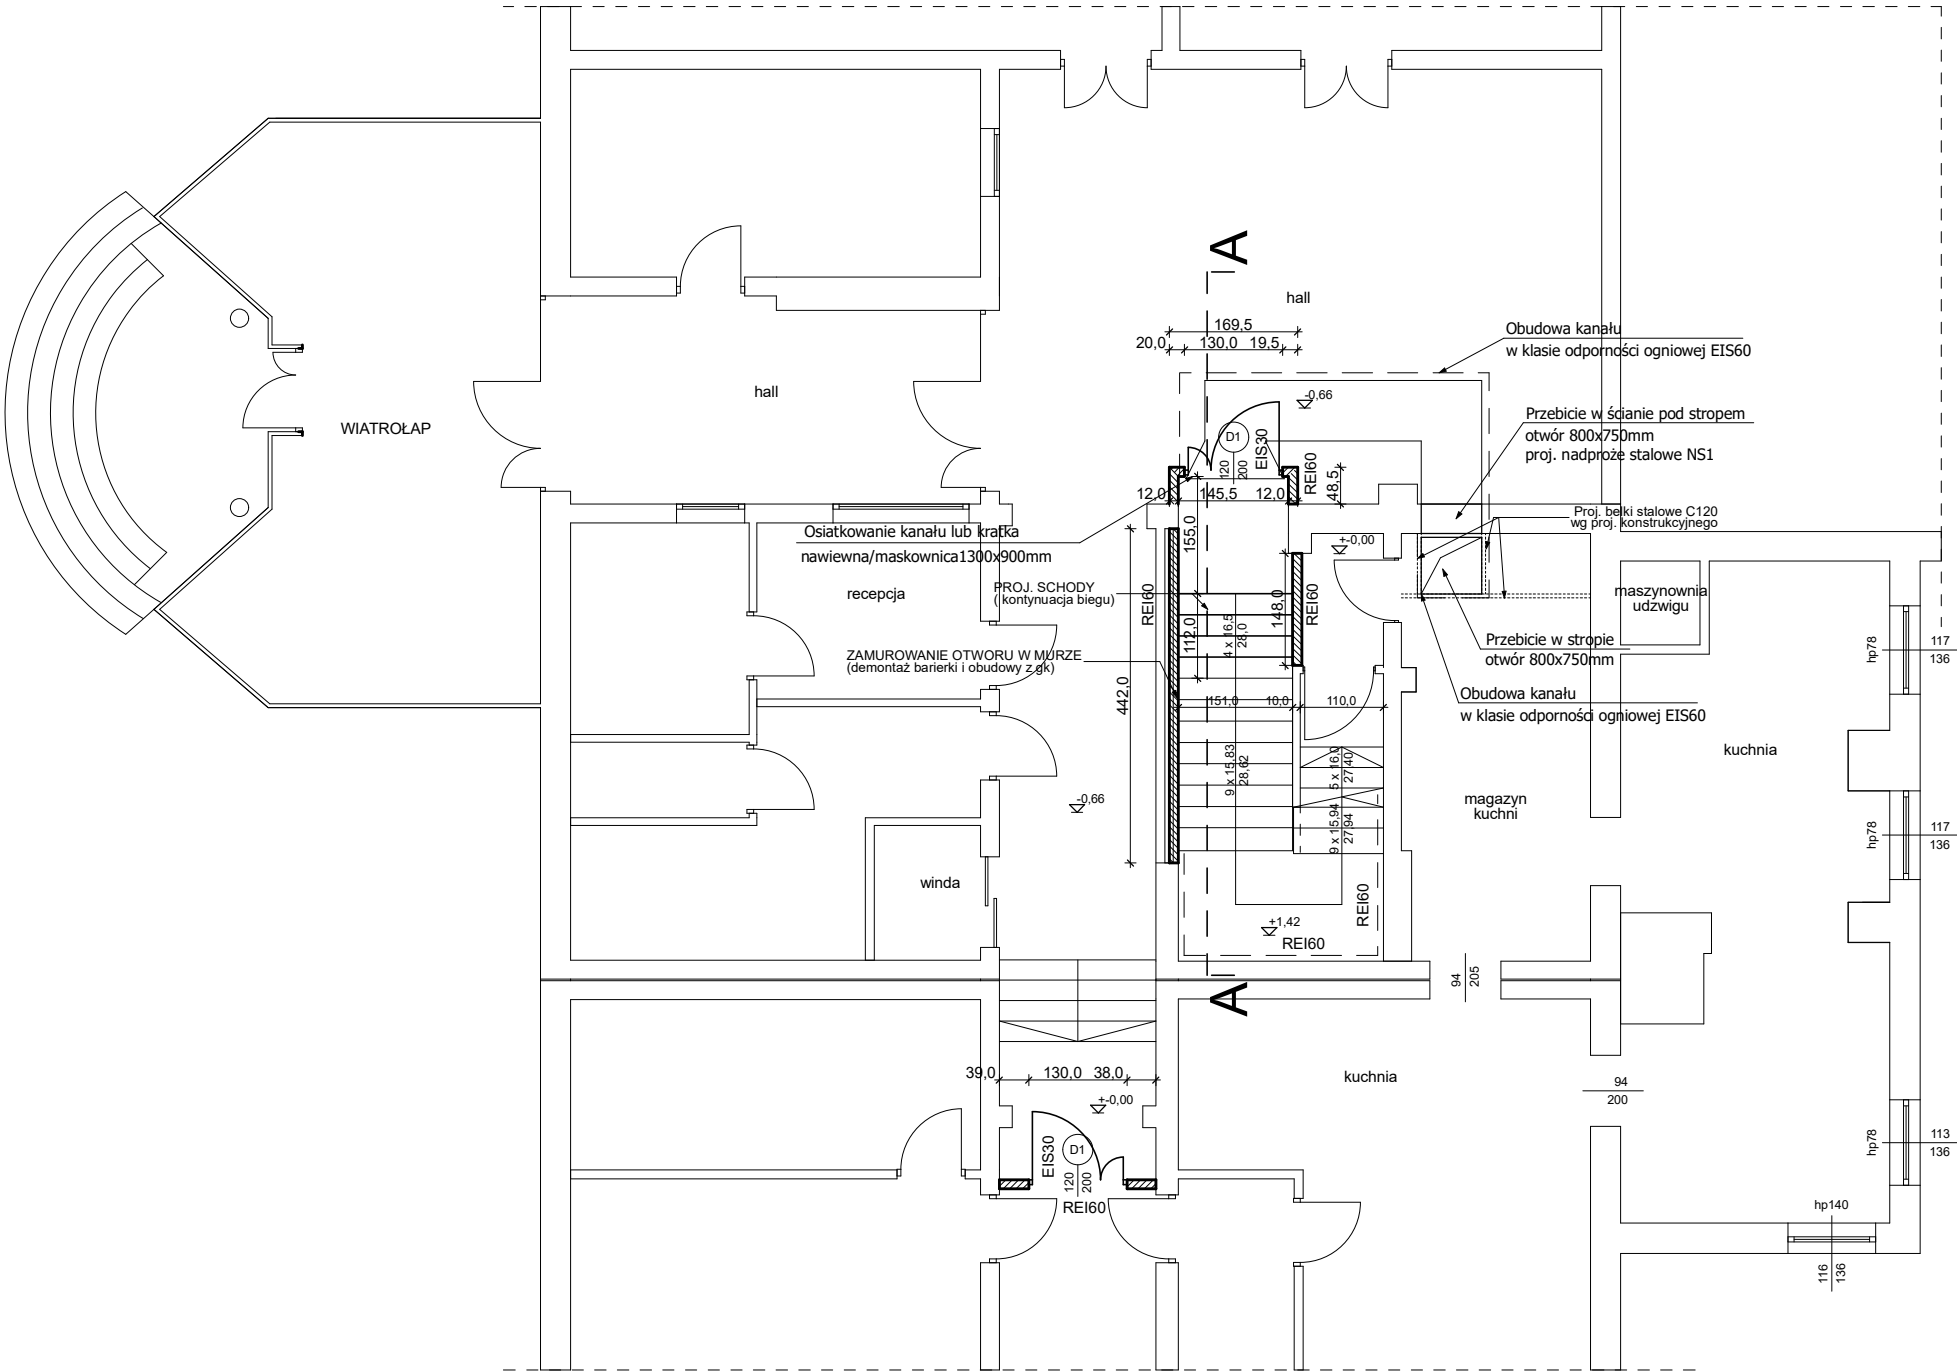 A
hall
169,5
20,0 130,0 19,5
Obudowa kanału
w klasie odporności ogniowej EIS60
hall
WIATROŁAP
-0,66
Przebicie w ścianie pod stropem
otwór 800x750mm
proj. nadproże stalowe NS1
D1
120
200
EIS30
REI60
48,5
12,0 145,5 12,0
155,0
Proj. belki stalowe C120
wg proj. konstrukcyjnego
Osiatkowanie kanału lub kratka
nawiewna/maskownica1300x900mm
+-0,00
PROJ. SCHODY
( kontynuacja biegu)
recepcja
REI60
REI60
148,0
112,0
4 x 16,5
28,0
maszynownia
udzwigu
Przebicie w stropie
otwór 800x750mm
hp78
117
136
ZAMUROWANIE OTWORU W MURZE
(demontaż barierki i obudowy z gk)
442,0
151,0 10,0 110,0
Obudowa kanału
w klasie odporności ogniowej EIS60
kuchnia
9 x 15,83
28,62
5 x 16,0
27,40
9 x 15,94
27,94
-0,66
magazyn
kuchni
hp78
117
136
winda
REI60
+1,42
REI60
94
205
A
39,0 130,0 38,0
kuchnia
94
200
+-0,00
EIS30
D1
120
200
REI60
hp78
113
136
hp140
116
136